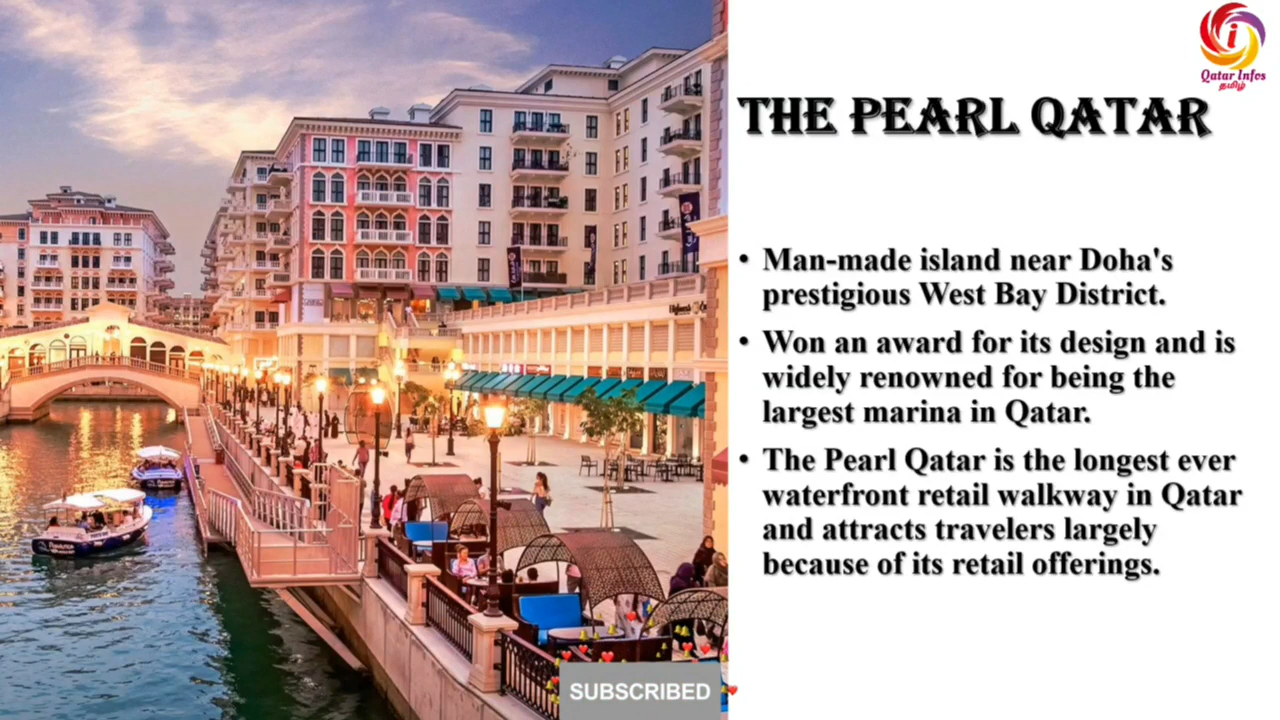 Qatar Infos
தமிழ்
THE PEARL QATAR
• Man-made island near Doha's
prestigious West Bay District.
• Won an award for its design and is
widely renowned for being the
largest marina in Qatar.
• The Pearl Qatar is the longest ever
waterfront retail walkway in Qatar
and attracts travelers largely
because of its retail offerings.
SUBSCRIBED